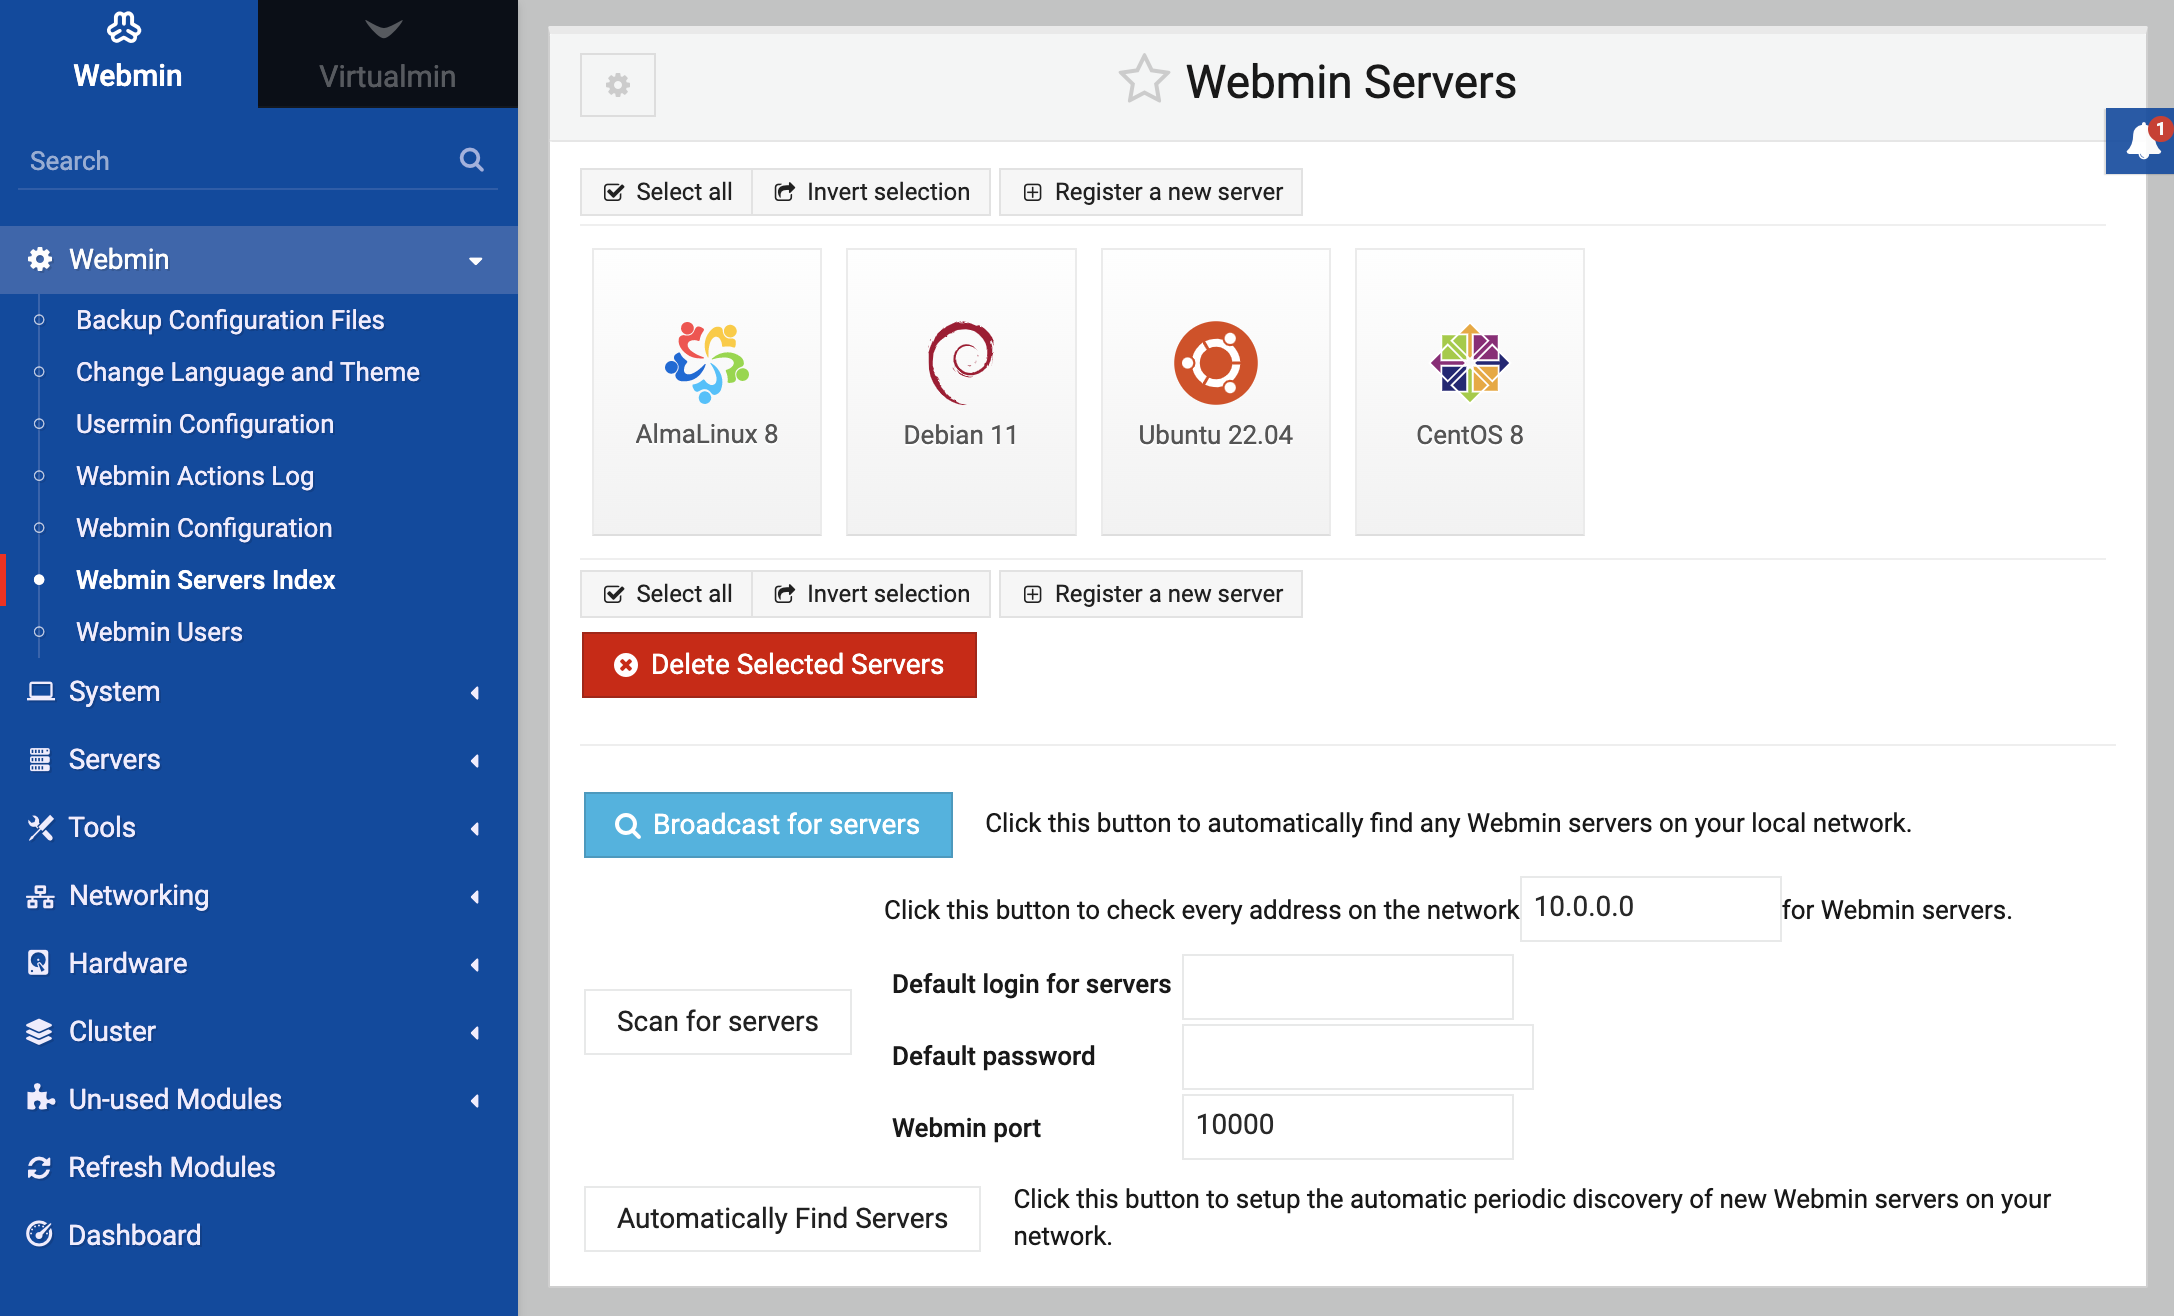 Webmin
Virtualmin
Search
Webmin
Backup Configuration Files
Change Language and Theme
Usermin Configuration
Webmin Actions Log
Webmin Configuration
Webmin Servers Index
Webmin Users
System
Servers
Tools
Networking
Hardware
Cluster
Un-used Modules
Refresh Modules
Dashboard
Webmin Servers
1
Select all Invert selection Register a new server
AlmaLinux 8 Debian 11 Ubuntu 22.04 CentOS 8
Select all Invert selection Register a new server
Delete Selected Servers
Broadcast for servers Click this button to automatically find any Webmin servers on your local network.
Click this button to check every address on the network 10.0.0.0 for Webmin servers.
Default login for servers
Scan for servers
Default password
Webmin port 10000
Automatically Find Servers Click this button to setup the automatic periodic discovery of new Webmin servers on your
network.